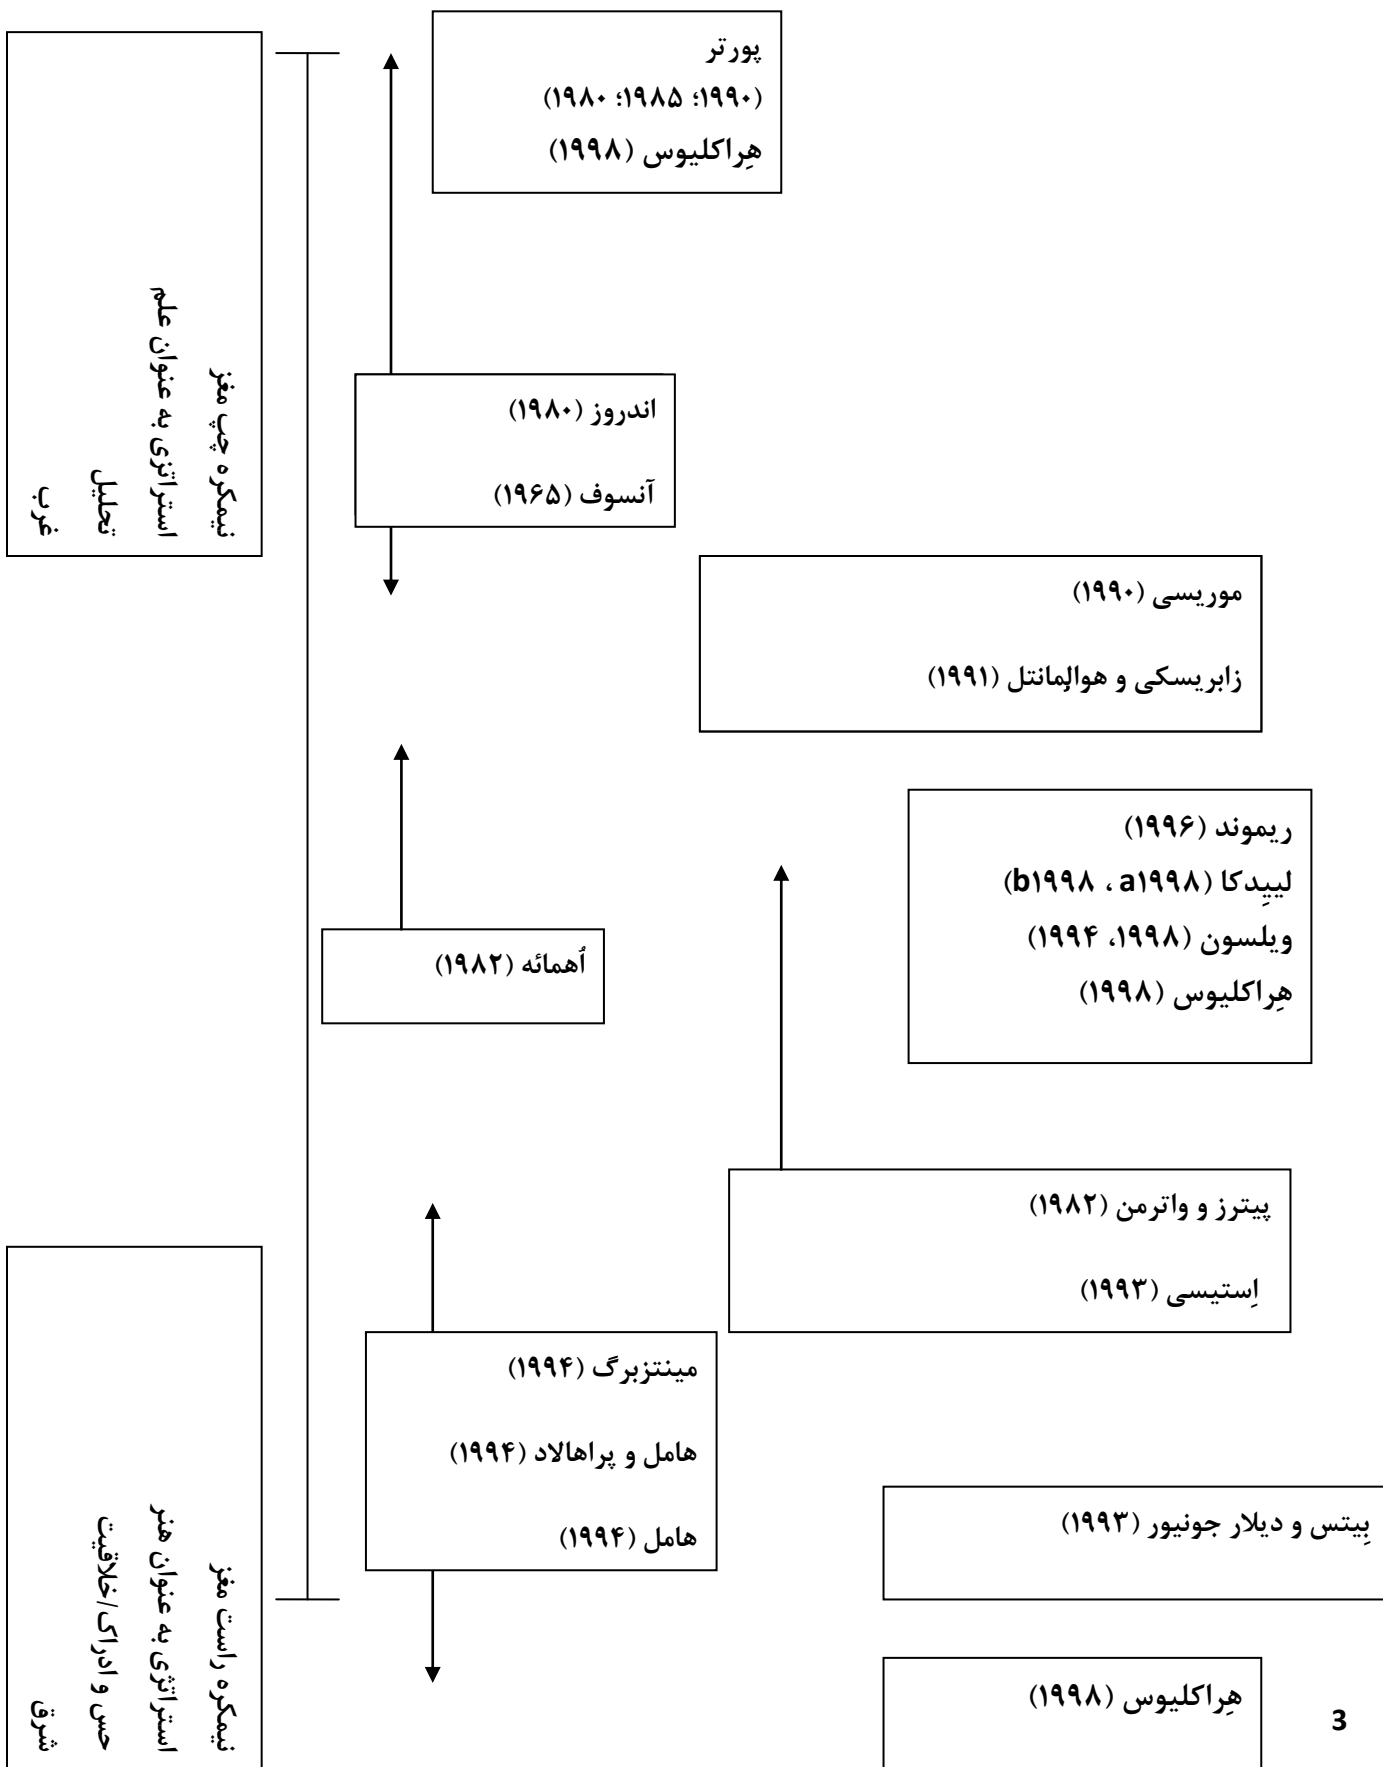 نیمکره چپ مغز
استراتژی به عنوان علم
تحلیل
غرب
پورتر
(۱۹۸۰ ;۱۹۸۵ ;۱۹۹۰)
هِراکلیوس (۱۹۹۸)
اندروز (۱۹۸۰)
آنسوف (۱۹۶۵)
موریسی (۱۹۹۰)
زابریسکی و هوالِمانتل (۱۹۹۱)
ریموند (۱۹۹۶)
لییِدکا (a۱۹۹۸ ، b۱۹۹۸)
ویلسون (۱۹۹۸، ۱۹۹۴)
هِراکلیوس (۱۹۹۸)
اُهمائه (۱۹۸۲)
پیترز و واترمن (۱۹۸۲)
اِستیسی (۱۹۹۳)
مینتزبرگ (۱۹۹۴)
هامل و پراهالاد (۱۹۹۴)
هامل (۱۹۹۴)
بِیتس و دیلار جونیور (۱۹۹۳)
هِراکلیوس (۱۹۹۸)
نیمکره راست مغز
استراتژی به عنوان هنر
حس و ادراک/خلاقیت
شرق
3